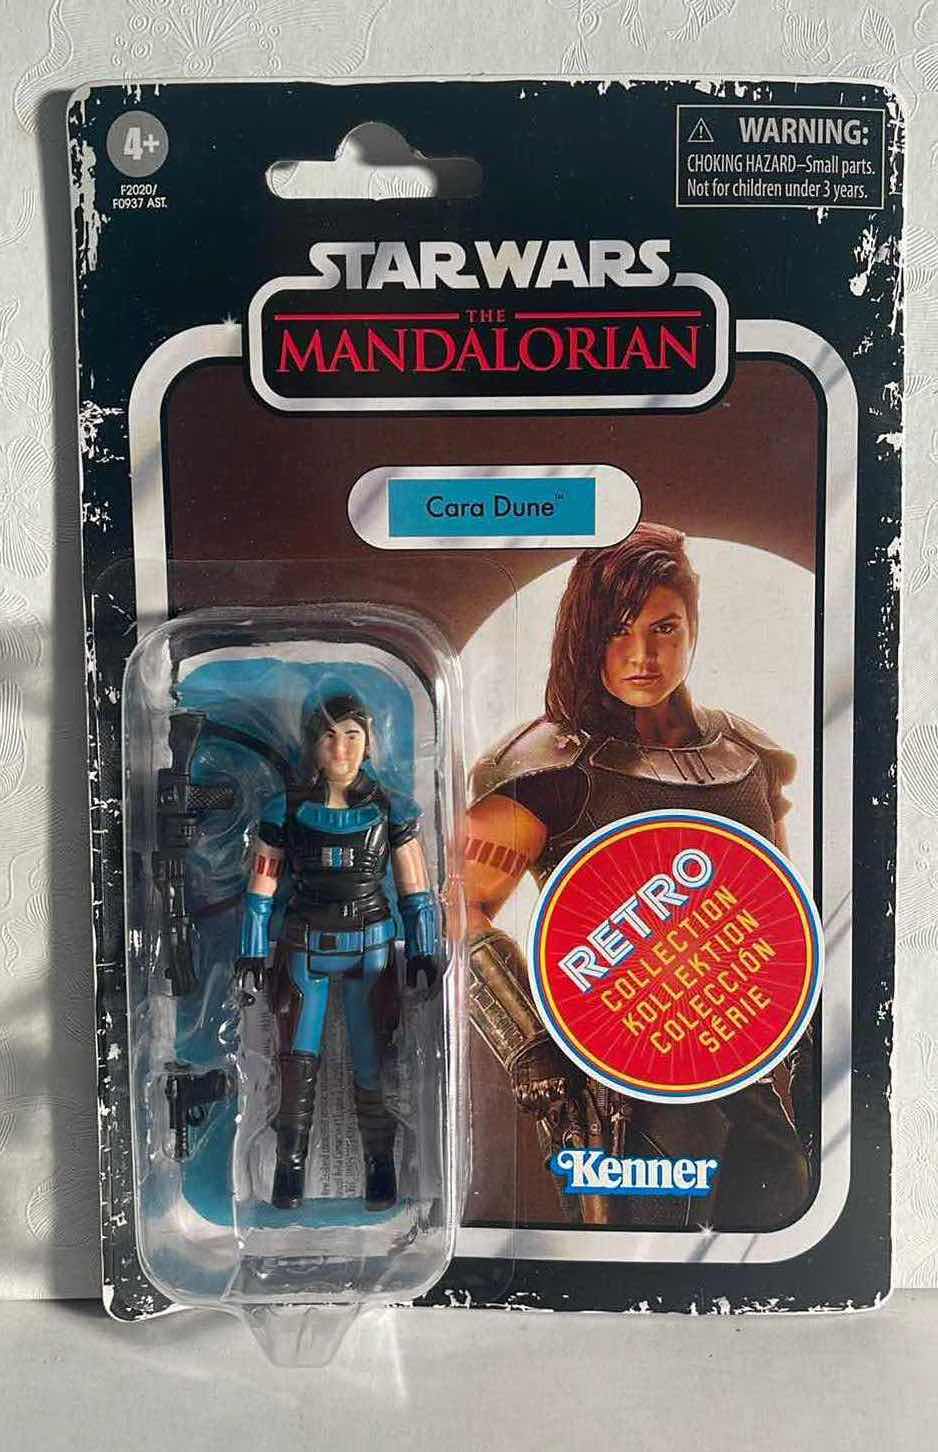 4+
F2020/
F0937 AST.
WARNING:
CHOKING HAZARD–Small parts.
Not for children under 3 years.
STAR WARS
THE
MANDALORIAN
Cara Dune™
RETRO
COLLECTION
KOLLEKTION
COLECCIÓN
SÉRIE
Kenner